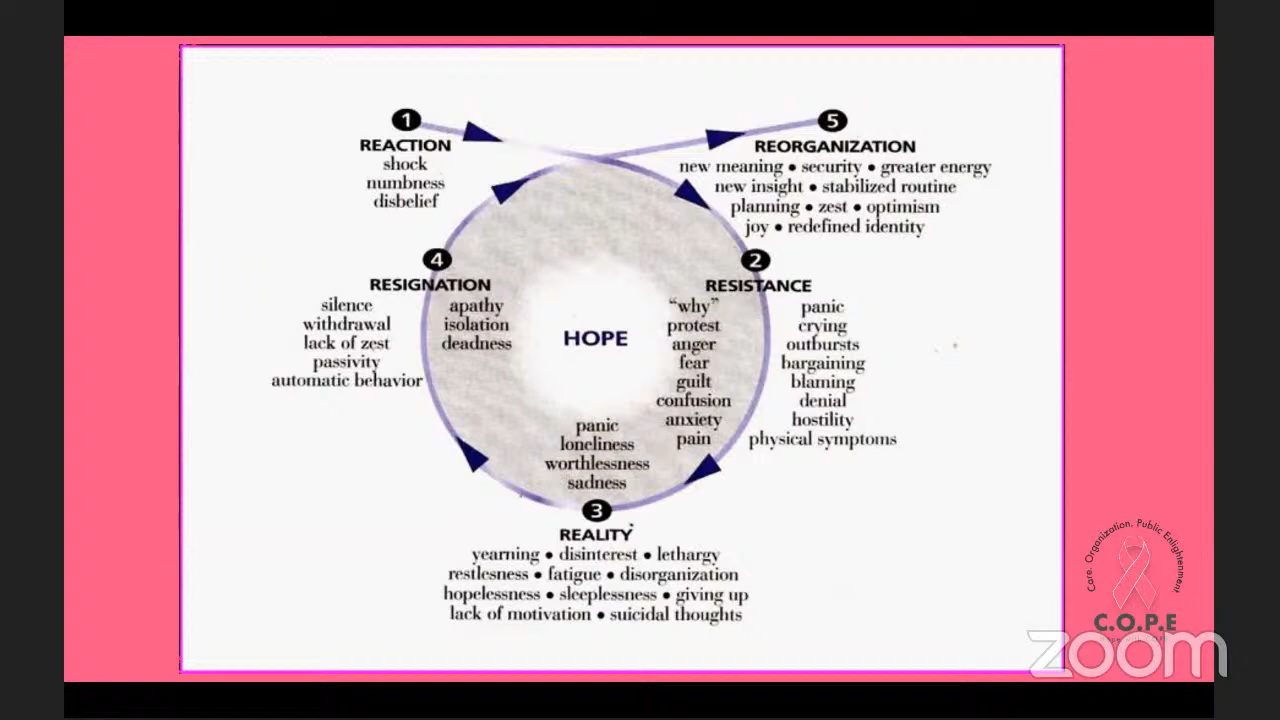 1
REACTION
shock
numbness
disbelief
5
REORGANIZATION
new meaning • security • greater energy
new insight • stabilized routine
planning • zest • optimism
joy • redefined identity
4
RESIGNATION
silence
withdrawal
lack of zest
passivity
automatic behavior
apathy
isolation
deadness
HOPE
2
RESISTANCE
"why"
protest
anger
fear
guilt
confusion
anxiety
pain
panic
crying
outbursts
bargaining
blaming
denial
hostility
physical symptoms
panic
loneliness
worthlessness
sadness
3
REALITY
yearning • disinterest • lethargy
restlesness • fatigue • disorganization
hopelessness • sleeplessness • giving up
lack of motivation • suicidal thoughts
Care, Organization, Public Enlightenment
C.O.P.E
zoom